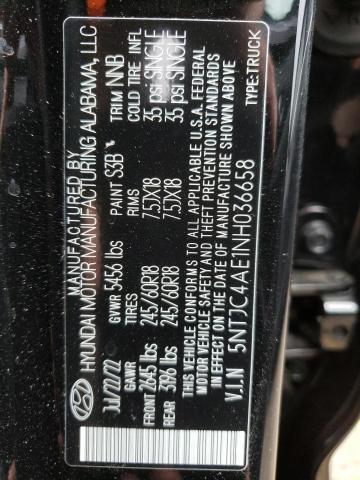 MANUFACTURED BY
HYUNDAI MOTOR MANUFACTURING ALABAMA, LLC
JUl/22/22 GVWR 5456 lbs PAINT S3B TRIM NNB
GAWR TIRES RIMS COLD TIRE INFL
FRONT 2645 lbs 245/60R18 7.5JX18 35 psi SINGLE
REAR 3196 lbs 245/60R18 7.5JX18 35 psi SINGLE
THIS VEHICLE CONFORMS TO ALL APPLICABLE U.S.A. FEDERAL
MOTOR VEHICLE SAFETY AND THEFT PREVENTION STANDARDS
IN EFFECT ON THE DATE OF MANUFACTURE SHOWN ABOVE
V.I.N 5NTJC4AE1NH036658 TYPE:TRUCK